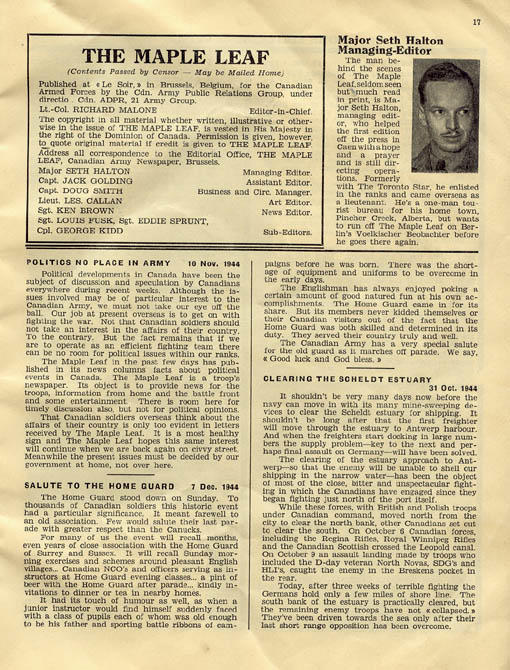 17
THE MAPLE LEAF
(Contents Passed by Censor — May be Mailed Home)
Published at « Le Soir, » in Brussels, Belgium, for the Canadian
Armed Forces by the Cdn. Army Public Relations Group, under
directio . Cdn. ADPR, 21 Army Group.
Lt.-Col. RICHARD MALONE Editor-in-Chief.
The copyright in all material whether written, illustrative or other-
wise in the issue of THE MAPLE LEAF, is vested in His Majesty in
the right of the Dominion of Canada. Permission is given, however,
to quote original material if credit is given to THE MAPLE LEAF.
Address all correspondence to the Editorial Office, THE MAPLE
LEAF, Canadian Army Newspaper, Brussels.
Major SETH HALTON Managing Editor.
Capt. JACK GOLDING Assistant Editor.
Capt. DOUG SMITH Business and Circ. Manager.
Lieut. LES. CALLAN Art Editor.
Sgt. KEN BROWN News Editor.
Sgt. LOUIS FUSK, Sgt. EDDIE SPRUNT,
Cpl. GEORGE KIDD Sub-Editors.
Major Seth Halton
Managing-Editor
The man be-
hind the scenes
of The Maple
Leaf, seldom seen
but much read
in print, is Ma-
jor Seth Halton,
managing edit-
or, who helped
the first edition
off the press in
Caen with a hope
and a prayer
and is still dir-
ecting opera-
tions. Formerly
with The Toronto Star, he enlisted
in the ranks and came overseas as
a lieutenant. He's a one-man tou-
rist bureau for his home town,
Pincher Creek, Alberta, but wants
to run off The Maple Leaf on Ber-
lin's Voelkischer Beobachter before
he goes there again.
POLITICS NO PLACE IN ARMY 10 Nov. 1944
Political developments in Canada have been the
subject of discussion and speculation by Canadians
everywhere during recent weeks. Although the is-
sues involved may be of particular interest to the
Canadian Army, we must not take our eye off the
ball. Our job at present overseas is to get on with
fighting the war. Not that Canadian soldiers should
not take an interest in the affairs of their country.
To the contrary. But the fact remains that if we
are to operate as an efficient fighting team there
can be no room for political issues within our ranks.
The Maple Leaf in the past few days has pub-
lished in its news columns facts about political
events in Canada. The Maple Leaf is a troop's
newspaper. Its object is to provide news for the
troops, information from home and the battle front
and some entertainment There is room here for
timely discussion also, but not for political opinions.
That Canadian soldiers overseas think about the
affairs of their country is only too evident in letters
received by The Maple Leaf. It is a most healthy
sign and The Maple Leaf hopes this same interest
will continue when we are back again on civvy street.
Meanwhile the present issues must be decided by our
government at home, not over here.
SALUTE TO THE HOME GUARD 7 Dec. 1944
The Home Guard stood down on Sunday. To
thousands of Canadian soldiers this historic event
had a particular significance. It meant farewell to
an old association. Few would salute their last par-
ade with greater respect than the Canucks.
For many of us the event will recall months,
even years of close association with the Home Guard
of Surrey and Sussex. It will recall Sunday mor-
ning exercises and schemes around pleasant English
villages... Canadian NCO's and officers serving as in-
structors at Home Guard evening classes... a pint of
beer with the Home Guard after parade... kindly in-
vitations to dinner or tea in nearby homes.
It had its touch of humour as well, as when a
junior instructor would find himself suddenly faced
with a class of pupils each of whom was old enough
to be his father and sporting battle ribbons of cam-
paigns before he was born. There was the short-
age of equipment and uniforms to be overcome in
the early days.
The Englishman has always enjoyed poking a
certain amount of good natured fun at his own ac-
complishments. The Home Guard came in for its
share. But its members never kidded themselves or
their Canadian visitors out of the fact that the
Home Guard was both skilled and determined in its
duty. They served their country truly and well.
The Canadian Army has a very special salute
for the old guard as it marches off parade. We say,
« Good luck and God bless. »
CLEARING THE SCHELDT ESTUARY
31 Oct. 1944
It shouldn't be very many days now before the
navy can move in with its many mine-sweeping de-
vices to clear the Scheldt estuary for shipping. It
shouldn't be long after that the first freighter
will move through the estuary to Antwerp harbour.
And when the freighters start docking in large num-
bers the supply problem—key to the next and per-
haps final assault on Germany—will have been solved.
The clearing of the estuary approach to Ant-
werp—so that the enemy will be unable to shell our
shipping in the narrow water—has been the object
of most of the close, bitter and unspectacular fight-
ing in which the Canadians have engaged since they
began fighting just north of the port itself.
While these forces, with British and Polish troops
under Canadian command, moved north from the
city to clear the north bank, other Canadians set out
to clear the south. On October 6 Canadian forces,
including the Regina Rifles, Royal Winnipeg Rifles
and the Canadian Scottish crossed the Leopold canal.
On October 9 an assault landing made by troops who
included the D-day veteran North Novas, SDG's and
HLI's, caught the enemy in the Breskens pocket in
the rear.
Today, after three weeks of terrible fighting the
Germans hold only a few miles of shore line. The
south bank of the estuary is practically cleared, but
the remaining enemy troops have not « collapsed. »
They've been driven towards the sea only after their
last short range opposition has been overcome.